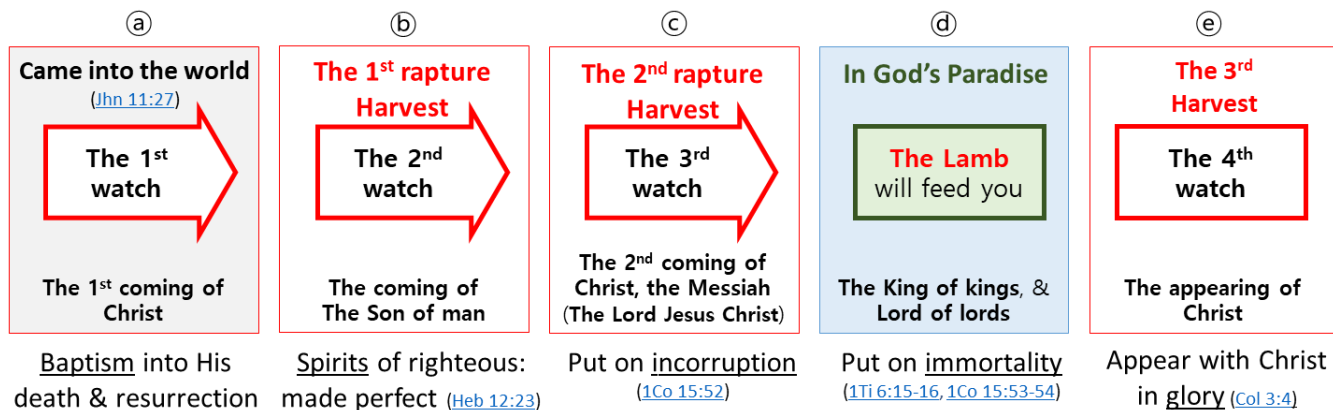 ⓐ
Came into the world
(Jhn 11:27)
The 1st
watch
The 1st coming of
Christ
Baptism into His
death & resurrection
ⓑ
The 1st rapture
Harvest
The 2nd
watch
The coming of
The Son of man
Spirits of righteous:
made perfect (Heb 12:23)
ⓒ
The 2nd rapture
Harvest
The 3rd
watch
The 2nd coming of
Christ, the Messiah
(The Lord Jesus Christ)
Put on incorruption
(1Co 15:52)
ⓓ
In God's Paradise
The Lamb
will feed you
The King of kings, &
Lord of lords
Put on immortality
(1Ti 6:15-16, 1Co 15:53-54)
ⓔ
The 3rd
Harvest
The 4th
watch
The appearing of
Christ
Appear with Christ
in glory (Col 3:4)